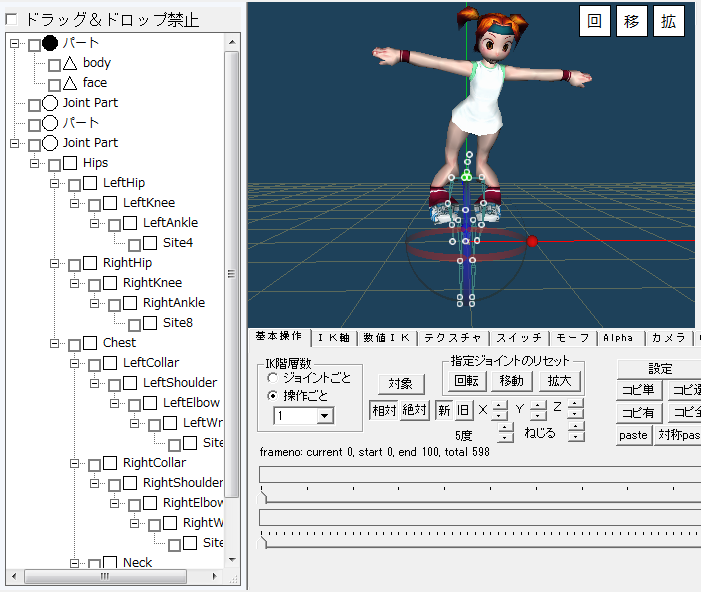 ドラッグ＆ドロップ禁止
パート
body
face
Joint Part
パート
Joint Part
Hips
LeftHip
LeftKnee
LeftAnkle
Site4
RightHip
RightKnee
RightAnkle
Site8
Chest
LeftCollar
LeftShoulder
LeftElbow
LeftWr
Site
RightCollar
RightShoulder
RightElbow
RightW
Site
Neck
回 移 拡
基本操作 ＩＫ軸 数値ＩＫ テクスチャ スイッチ モーフ Alpha カメラ
IK階層数
ジョイントごと
操作ごと
1
対象
相対 絶対
指定ジョイントのリセット
回転 移動 拡大
新 旧 X Y Z
5度 ねじる
設定
コピ単 コピ選
コピ有 コピ全
paste 対称pas
frameno: current 0, start 0, end 100, total 598